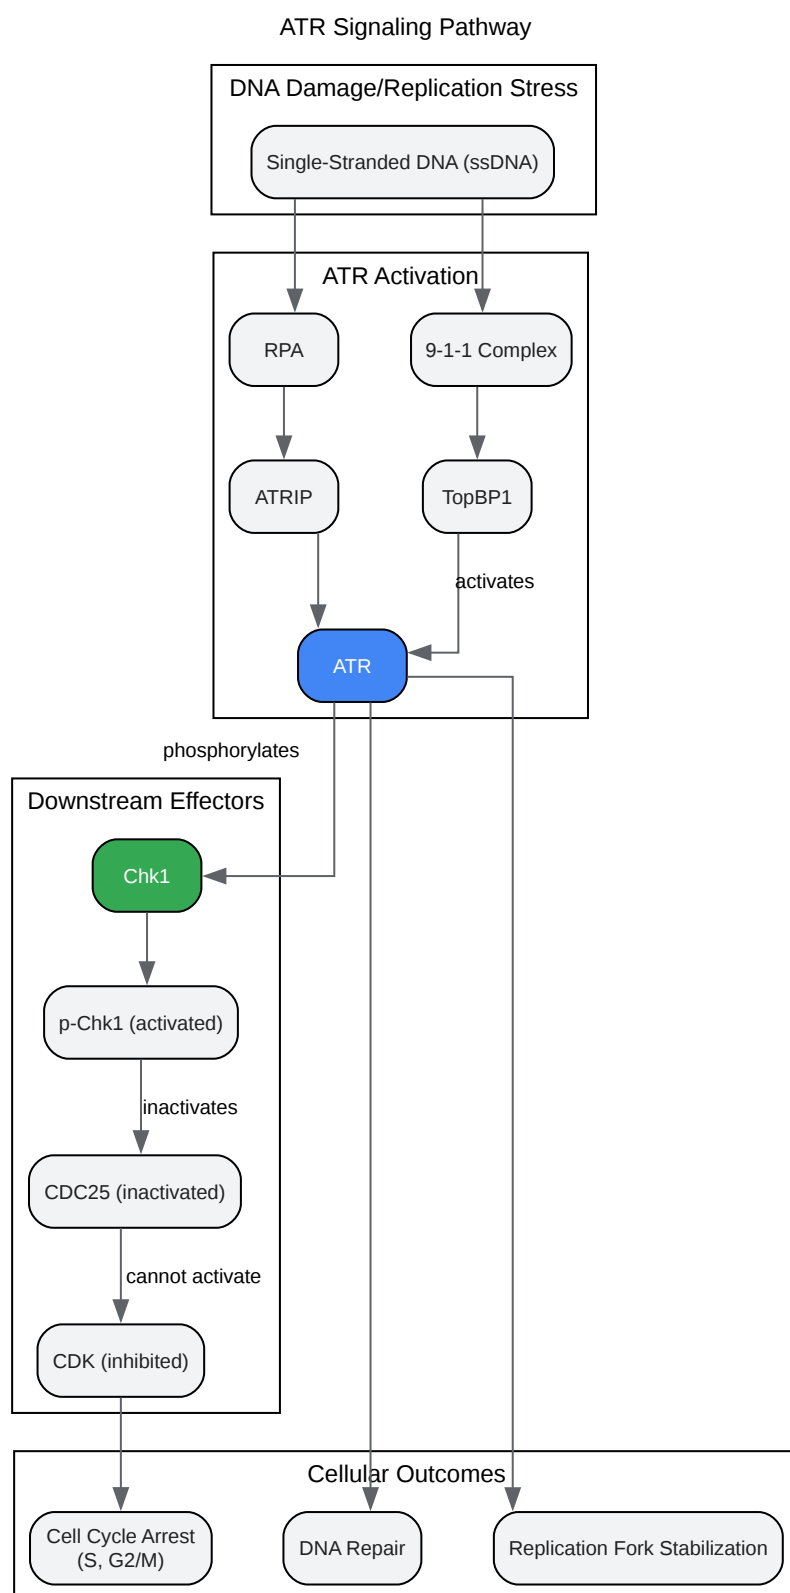 ATR Signaling Pathway
DNA Damage/Replication Stress
Single-Stranded DNA (ssDNA)
ATR Activation
RPA
9-1-1 Complex
ATRIP
TopBP1
activates
ATR
phosphorylates
Downstream Effectors
Chk1
p-Chk1 (activated)
inactivates
CDC25 (inactivated)
cannot activate
CDK (inhibited)
Cellular Outcomes
Cell Cycle Arrest
(S, G2/M)
DNA Repair
Replication Fork Stabilization